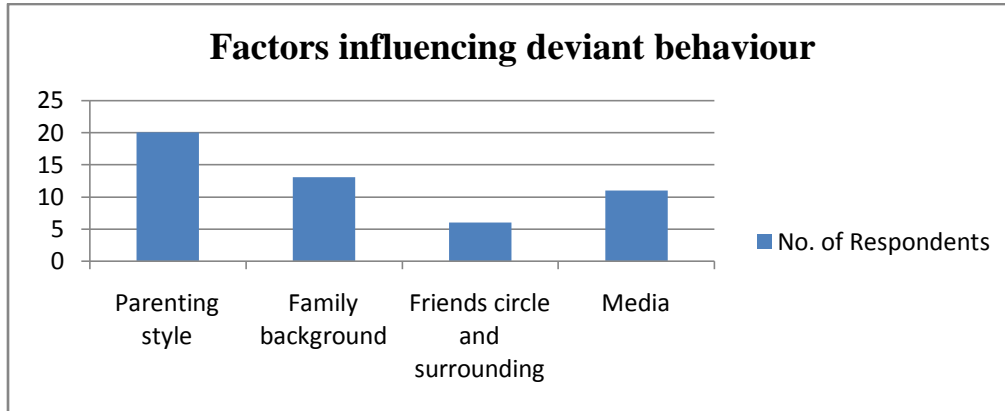 Factors influencing deviant behaviour
25
20
15
10
5
0
Parenting
style
Family
background
Friends circle
and
surrounding
Media
No. of Respondents